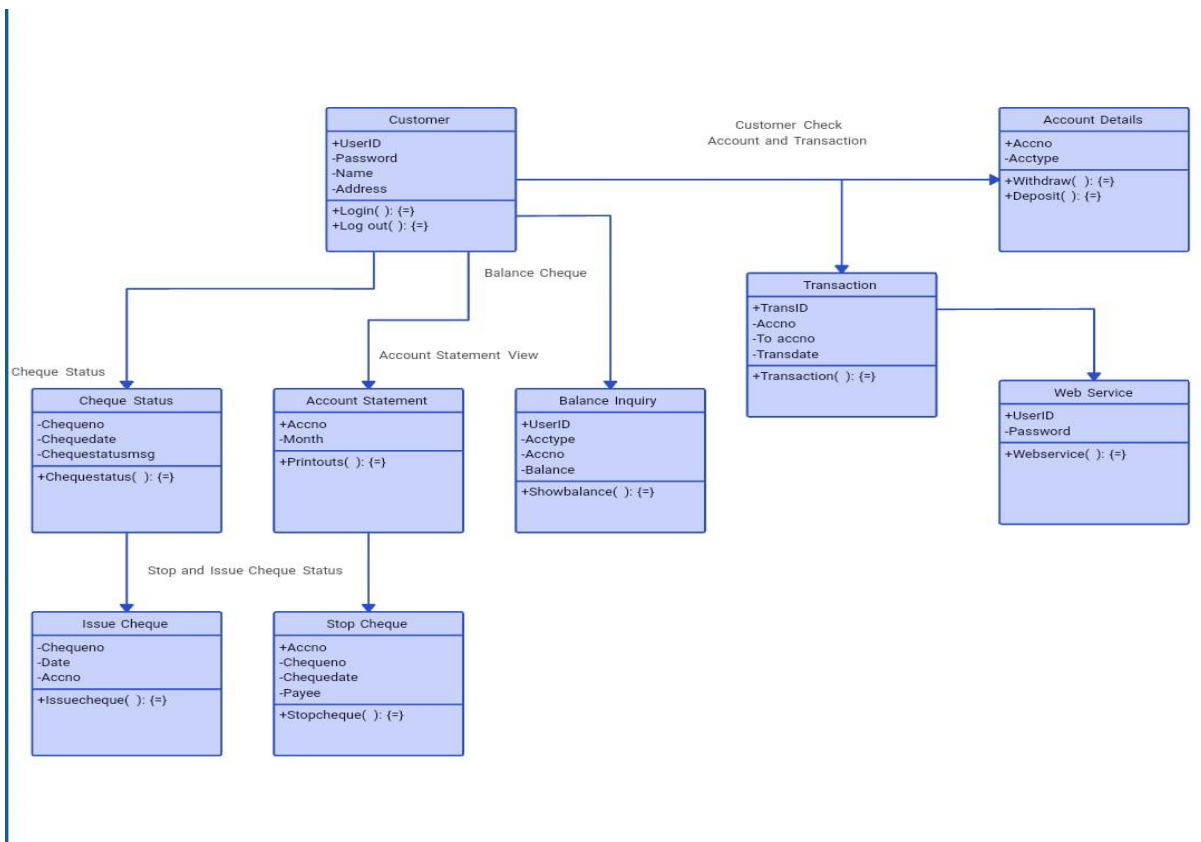 Customer
+UserID
-Password
-Name
-Address
+Login( ): {=}
+Log out( ): {=}
Customer Check
Account and Transaction
Account Details
+Accno
-Acctype
+Withdraw( ): {=}
+Deposit( ): {=}
Balance Cheque
Transaction
+TransID
-Accno
-To accno
-Transdate
+Transaction( ): {=}
Account Statement View
Cheque Status
Web Service
+UserID
-Password
+Webservice( ): {=}
Cheque Status
-Chequeno
-Chequedate
-Chequestatusmsg
+Chequestatus( ): {=}
Account Statement
+Accno
-Month
+Printouts( ): {=}
Balance Inquiry
+UserID
-Acctype
-Accno
-Balance
+Showbalance( ): {=}
Stop and Issue Cheque Status
Issue Cheque
-Chequeno
-Date
-Accno
+Issuecheque( ): {=}
Stop Cheque
+Accno
-Chequeno
-Chequedate
-Payee
+Stopcheque( ): {=}